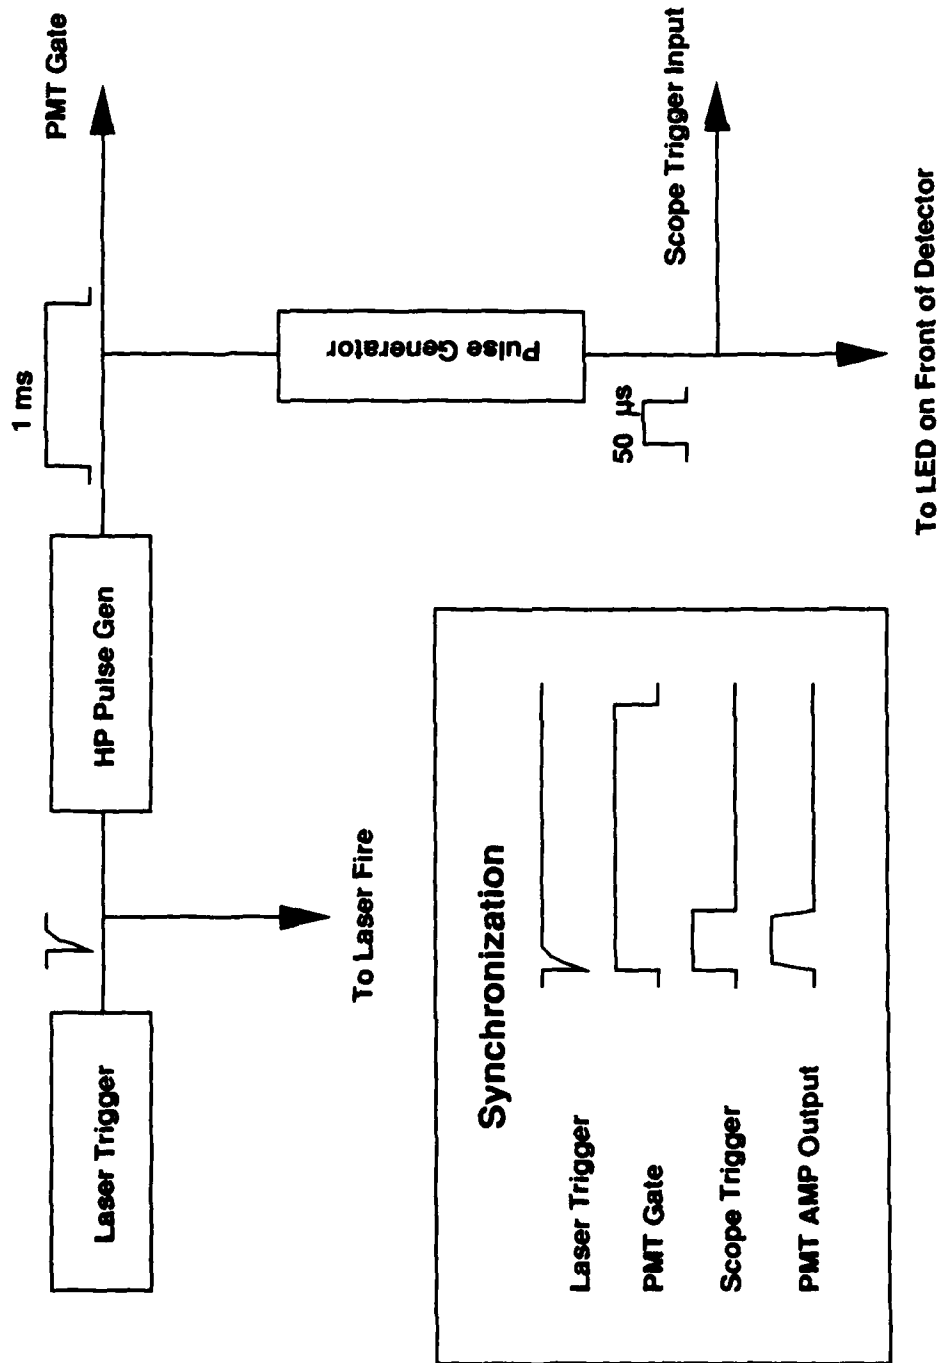 Laser Trigger
HP Pulse Gen
1 ms
PMT Gate
To Laser Fire
Pulse Generator
50 µs
Scope Trigger Input
To LED on Front of Detector
Synchronization
Laser Trigger
PMT Gate
Scope Trigger
PMT AMP Output